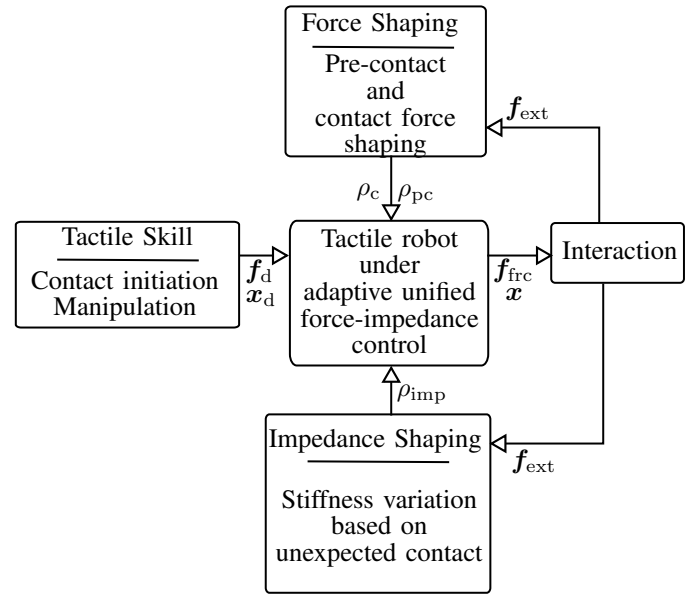 Force Shaping
Pre-contact
and
contact force
shaping
f_ext
ρ_c ρ_pc
Tactile Skill
Contact initiation
Manipulation
f_d
x_d
Tactile robot
under
adaptive unified
force-impedance
control
f_frc
x
Interaction
ρ_imp
Impedance Shaping
Stiffness variation
based on
unexpected contact
f_ext